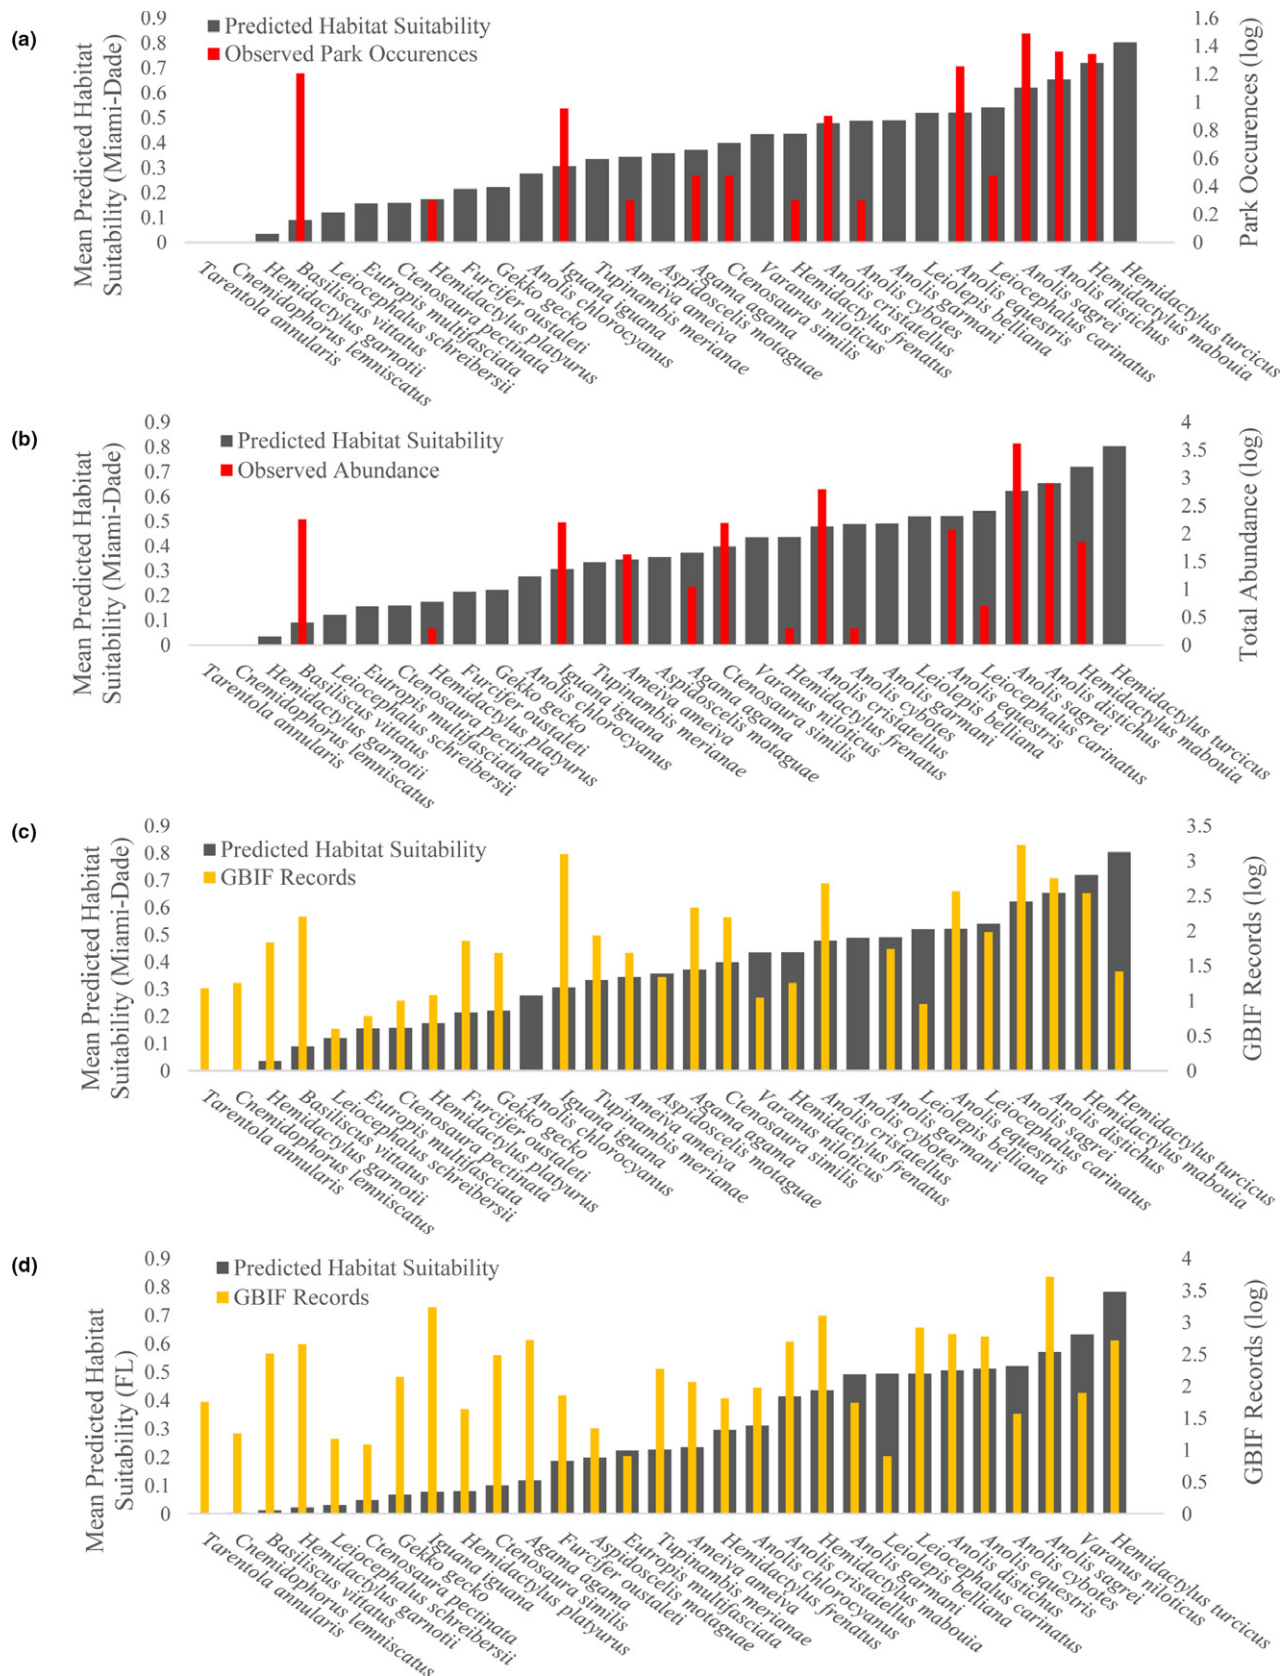 (a)
Predicted Habitat Suitability
Observed Park Occurences
Mean Predicted Habitat
Suitability (Miami-Dade)
0.9
0.8
0.7
0.6
0.5
0.4
0.3
0.2
0.1
0
1.6
1.4
1.2
1
0.8
0.6
0.4
0.2
0
Park Occurences (log)
Tarentola annularis
Cnemidophorus lemniscatus
Hemidactylus garnotii
Basiliscus vittatus
Leiocephalus schreibersii
Eutropis multifasciata
Ctenosaura pectinata
Hemidactylus platyurus
Furcifer oustaleti
Gekko gecko
Anolis chlorocyanus
Iguana iguana
Tupinambis merianae
Ameiva ameiva
Aspidoscelis motaguae
Agama agama
Ctenosaura similis
Varanus niloticus
Hemidactylus frenatus
Anolis cristatellus
Anolis cybotes
Anolis garmani
Leiolepis belliana
Anolis equestris
Leiocephalus carinatus
Anolis sagrei
Anolis distichus
Hemidactylus mabouia
Hemidactylus turcicus
(b)
Predicted Habitat Suitability
Observed Abundance
Mean Predicted Habitat
Suitability (Miami-Dade)
0.9
0.8
0.7
0.6
0.5
0.4
0.3
0.2
0.1
0
4
3.5
3
2.5
2
1.5
1
0.5
0
Total Abundance (log)
Tarentola annularis
Cnemidophorus lemniscatus
Hemidactylus garnotii
Basiliscus vittatus
Leiocephalus schreibersii
Eutropis multifasciata
Ctenosaura pectinata
Hemidactylus platyurus
Furcifer oustaleti
Gekko gecko
Anolis chlorocyanus
Iguana iguana
Tupinambis merianae
Ameiva ameiva
Aspidoscelis motaguae
Agama agama
Ctenosaura similis
Varanus niloticus
Hemidactylus frenatus
Anolis cristatellus
Anolis cybotes
Anolis garmani
Leiolepis belliana
Anolis equestris
Leiocephalus carinatus
Anolis sagrei
Anolis distichus
Hemidactylus mabouia
Hemidactylus turcicus
(c)
Predicted Habitat Suitability
GBIF Records
Mean Predicted Habitat
Suitability (Miami-Dade)
0.9
0.8
0.7
0.6
0.5
0.4
0.3
0.2
0.1
0
3.5
3
2.5
2
1.5
1
0.5
0
GBIF Records (log)
Tarentola annularis
Cnemidophorus lemniscatus
Hemidactylus garnotii
Basiliscus vittatus
Leiocephalus schreibersii
Eutropis multifasciata
Ctenosaura pectinata
Hemidactylus platyurus
Furcifer oustaleti
Gekko gecko
Anolis chlorocyanus
Iguana iguana
Tupinambis merianae
Ameiva ameiva
Aspidoscelis motaguae
Agama agama
Ctenosaura similis
Varanus niloticus
Hemidactylus frenatus
Anolis cristatellus
Anolis cybotes
Anolis garmani
Leiolepis belliana
Anolis equestris
Leiocephalus carinatus
Anolis sagrei
Anolis distichus
Hemidactylus mabouia
Hemidactylus turcicus
(d)
Predicted Habitat Suitability
GBIF Records
Mean Predicted Habitat
Suitability (FL)
0.9
0.8
0.7
0.6
0.5
0.4
0.3
0.2
0.1
0
4
3.5
3
2.5
2
1.5
1
0.5
0
GBIF Records (log)
Tarentola annularis
Cnemidophorus lemniscatus
Basiliscus vittatus
Hemidactylus garnotii
Leiocephalus schreibersii
Ctenosaura pectinata
Gekko gecko
Iguana iguana
Hemidactylus platyurus
Ctenosaura similis
Agama agama
Furcifer oustaleti
Aspidoscelis motaguae
Eutropis multifasciata
Tupinambis merianae
Ameiva ameiva
Hemidactylus frenatus
Anolis chlorocyanus
Anolis cristatellus
Hemidactylus mabouia
Anolis garmani
Leiolepis belliana
Leiocephalus carinatus
Anolis distichus
Anolis equestris
Anolis cybotes
Anolis sagrei
Varanus niloticus
Hemidactylus turcicus